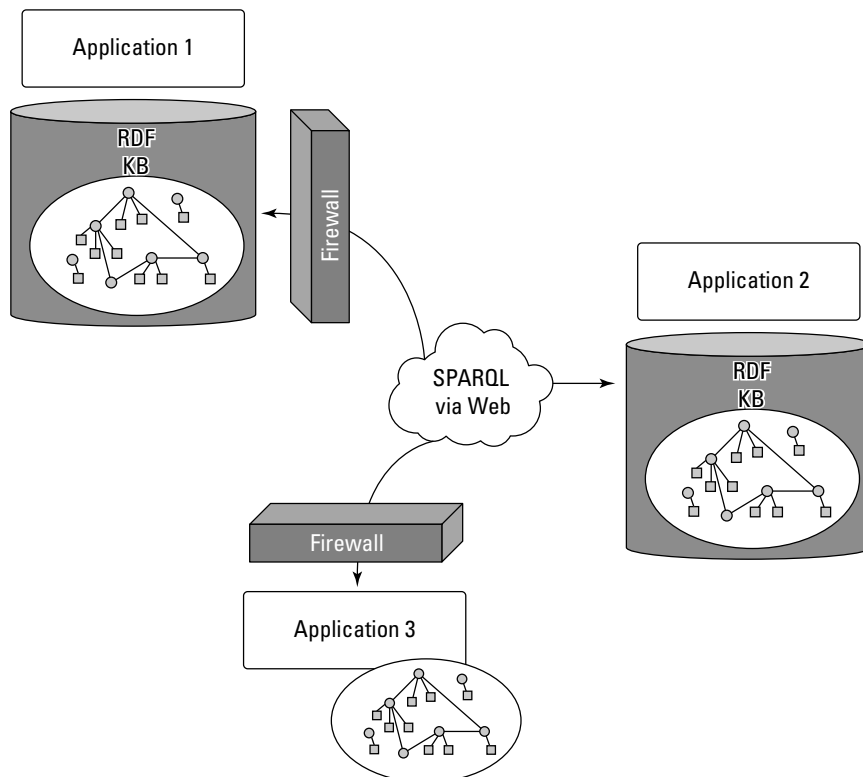 Application 1
RDF
KB
Firewall
Application 2
SPARQL
via Web
RDF
KB
Firewall
Application 3